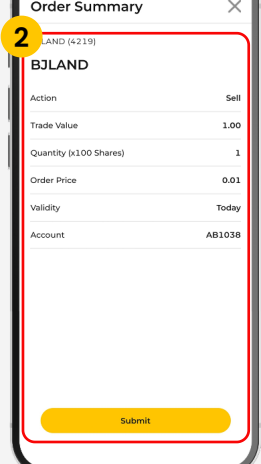 Order Summary
2
LAND (4219)
BJLAND
Action Sell
Trade Value 1.00
Quantity (x100 Shares) 1
Order Price 0.01
Validity Today
Account AB1038
Submit